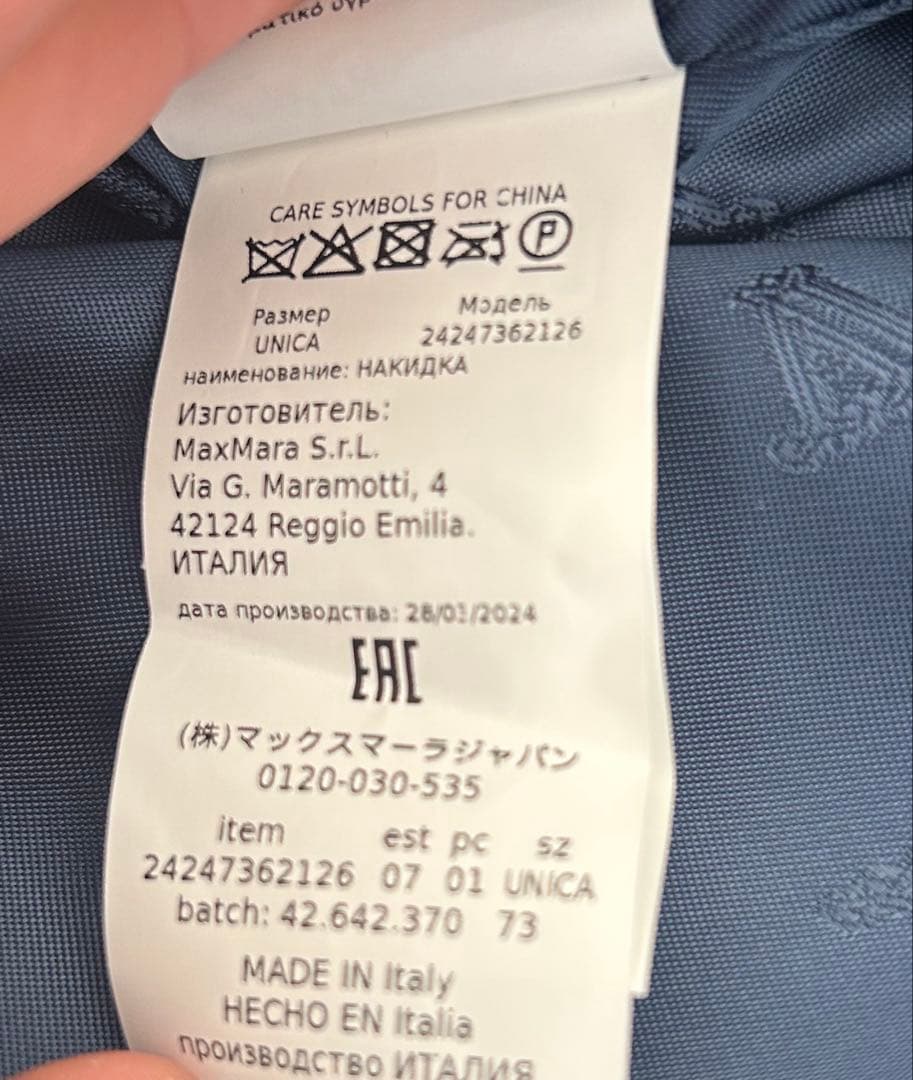 CARE SYMBOLS FOR CHINA
P
Размер Модель
UNICA 24247362126
наименование: НАКИДКА
Изготовитель:
MaxMara S.r.L.
Via G. Maramotti, 4
42124 Reggio Emilia.
ИТАЛИЯ
дата производства: 28/03/2024
EAC
(株)マックスマーラジャパン
0120-030-535
item est pc sz
24247362126 07 01 UNICA
batch: 42.642.370 73
MADE IN Italy
HECHO EN Italia
производство ИТАЛИЯ